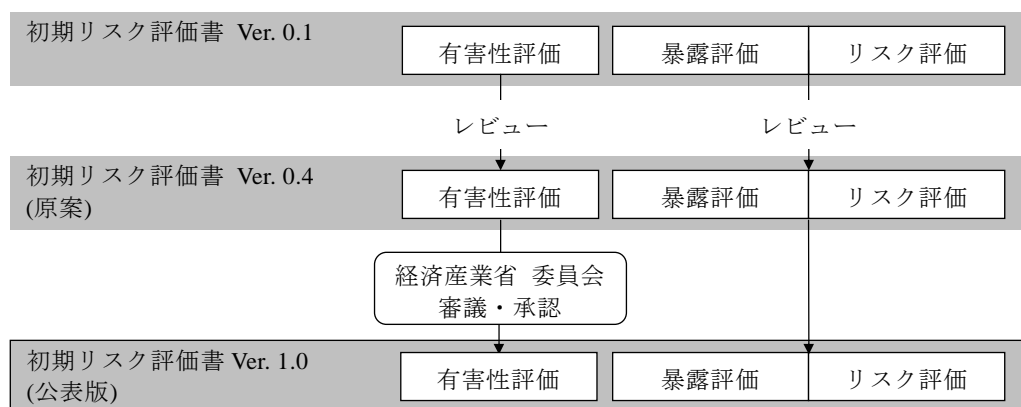 初期リスク評価書 Ver. 0.1
有害性評価
暴露評価
リスク評価
レビュー
レビュー
初期リスク評価書 Ver. 0.4
(原案)
有害性評価
暴露評価
リスク評価
経済産業省 委員会
審議・承認
初期リスク評価書 Ver. 1.0
(公表版)
有害性評価
暴露評価
リスク評価